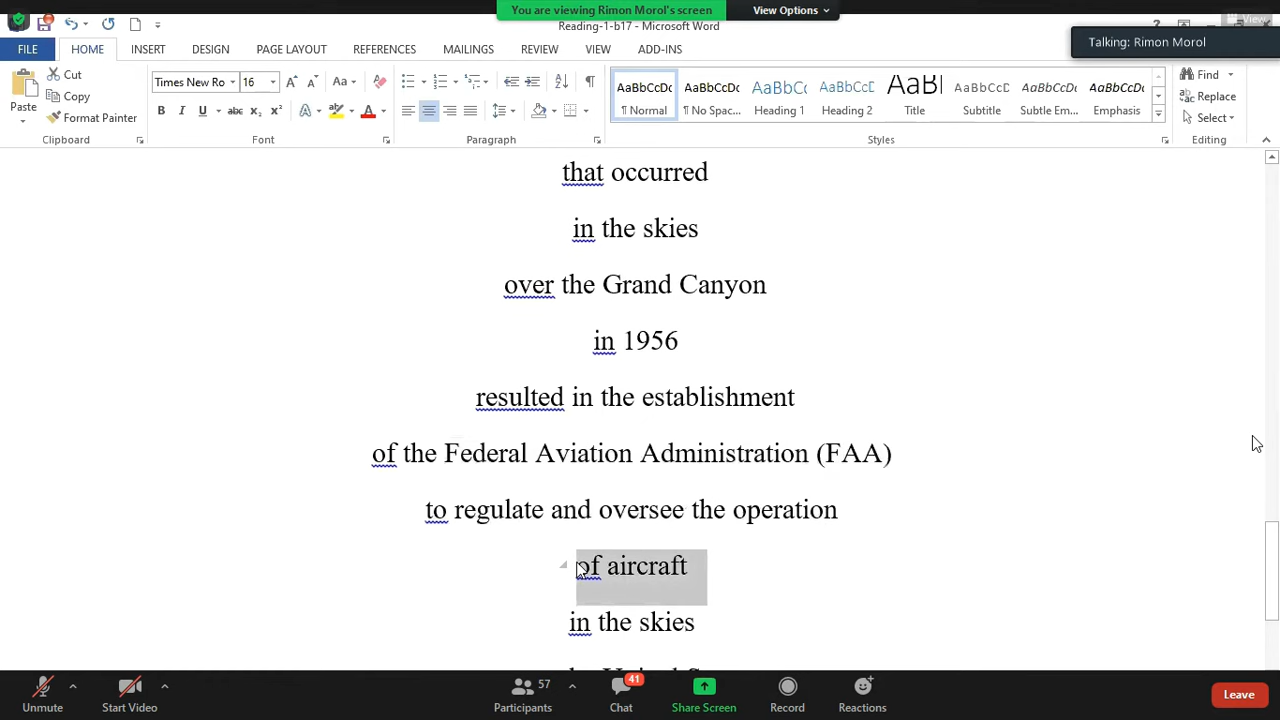 You are viewing Rimon Morol's screen
View Options
Reading-1-b17 - Microsoft Word
View
Talking: Rimon Morol
FILE HOME INSERT DESIGN PAGE LAYOUT REFERENCES MAILINGS REVIEW VIEW ADD-INS
Paste
Cut
Copy
Format Painter
Clipboard
Times New Ro 16
Font
Paragraph
AaBbCcDc AaBbCcDc AaBbCc AaBbCcC AaBl AaBbCcC AaBbCcDc AaBbCcDc
¶ Normal ¶ No Spac... Heading 1 Heading 2 Title Subtitle Subtle Em... Emphasis
Styles
Find
Replace
Select
Editing
that occurred
in the skies
over the Grand Canyon
in 1956
resulted in the establishment
of the Federal Aviation Administration (FAA)
to regulate and oversee the operation
of aircraft
in the skies
Unmute
Start Video
57
Participants
41
Chat
Share Screen
Record
Reactions
Leave